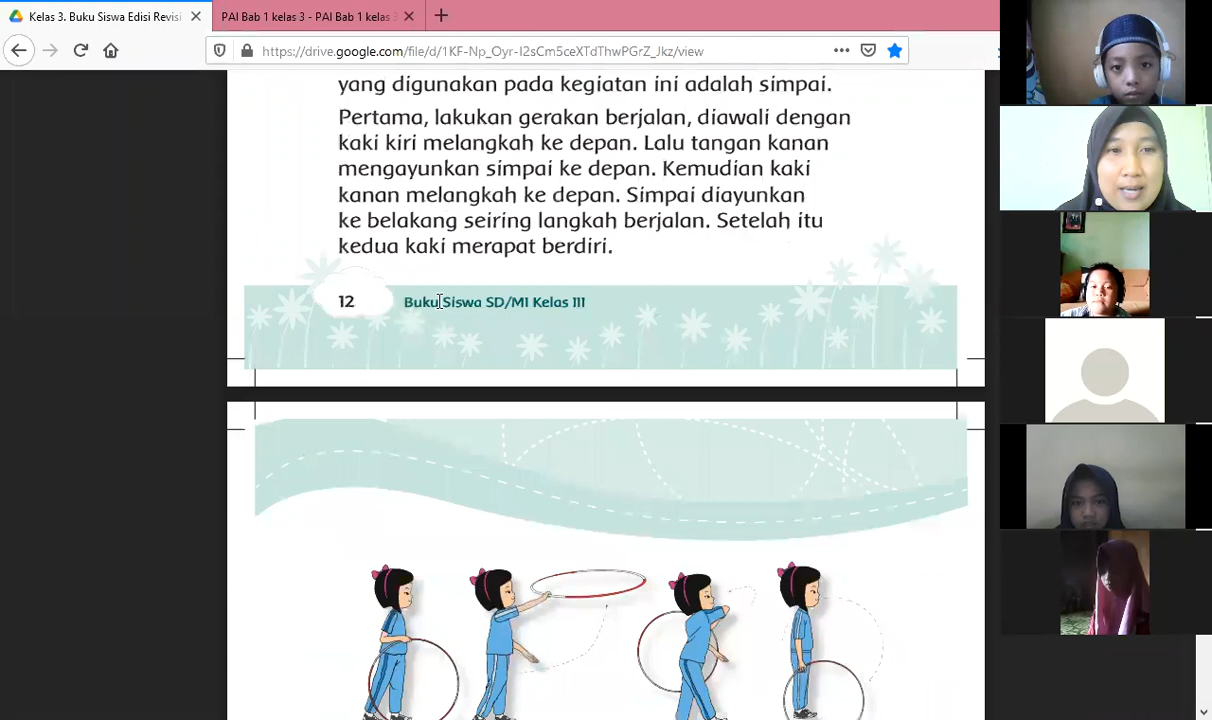 Kelas 3. Buku Siswa Edisi Revisi
PAI Bab 1 kelas 3 - PAI Bab 1 kelas 3
https://drive.google.com/file/d/1KF-Np_Oyr-I2sCm5ceXTdThwPGrZ_Jkz/view
yang digunakan pada kegiatan ini adalah simpai.
Pertama, lakukan gerakan berjalan, diawali dengan
kaki kiri melangkah ke depan. Lalu tangan kanan
mengayunkan simpai ke depan. Kemudian kaki
kanan melangkah ke depan. Simpai diayunkan
ke belakang seiring langkah berjalan. Setelah itu
kedua kaki merapat berdiri.
12 Buku Siswa SD/MI Kelas III